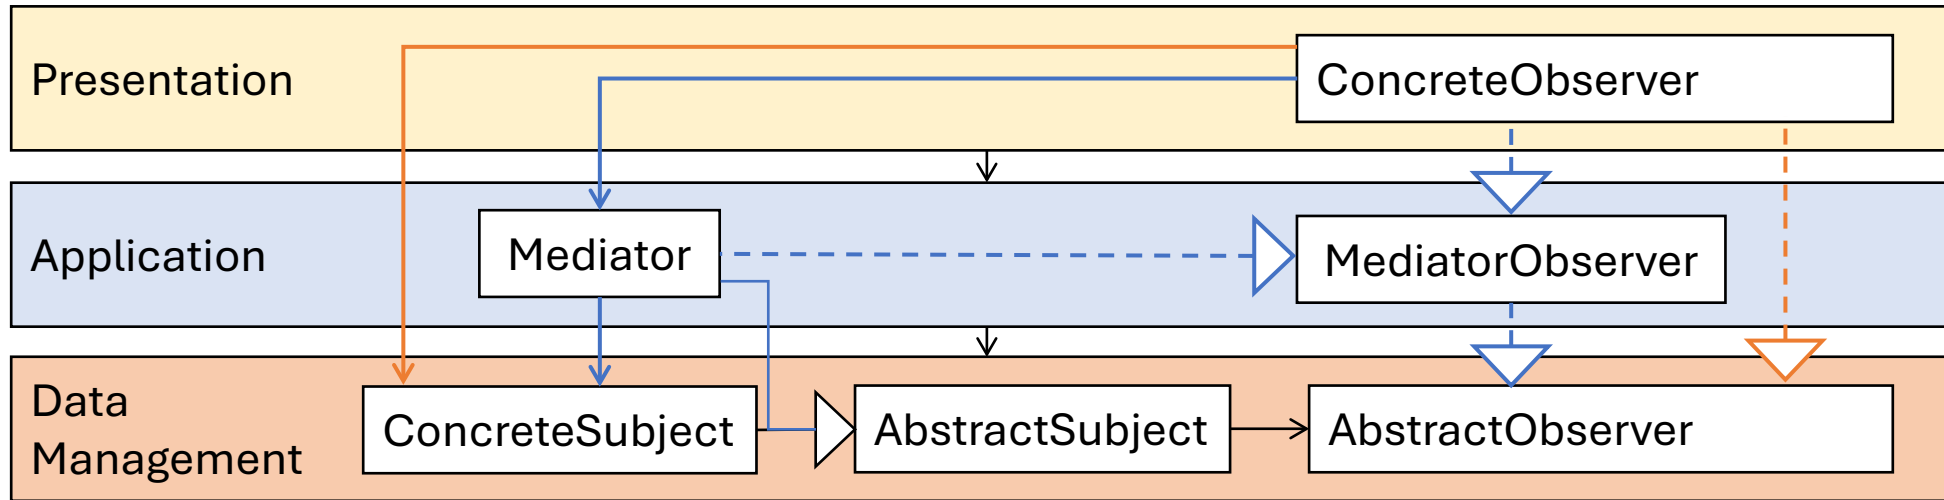 Presentation
ConcreteObserver
Application
Mediator
MediatorObserver
Data
Management
ConcreteSubject
AbstractSubject
AbstractObserver